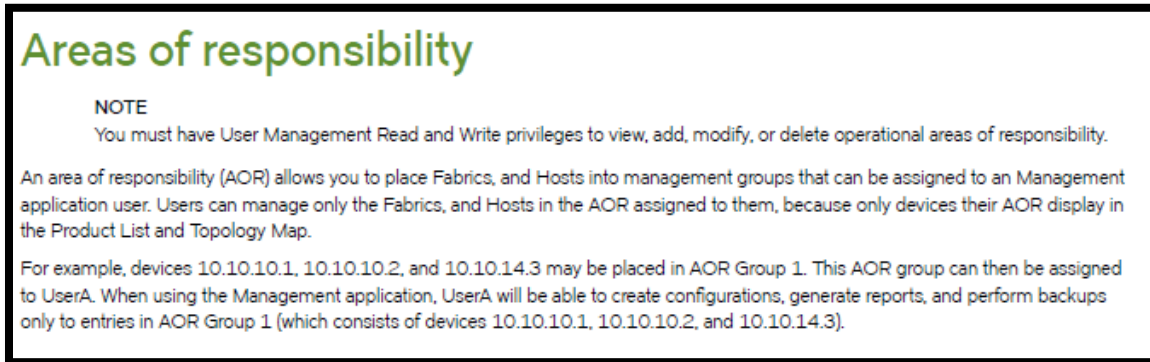 Areas of responsibility
NOTE
You must have User Management Read and Write privileges to view, add, modify, or delete operational areas of responsibility.
An area of responsibility (AOR) allows you to place Fabrics, and Hosts into management groups that can be assigned to an Management
application user. Users can manage only the Fabrics, and Hosts in the AOR assigned to them, because only devices their AOR display in
the Product List and Topology Map.
For example, devices 10.10.10.1, 10.10.10.2, and 10.10.14.3 may be placed in AOR Group 1. This AOR group can then be assigned
to UserA. When using the Management application, UserA will be able to create configurations, generate reports, and perform backups
only to entries in AOR Group 1 (which consists of devices 10.10.10.1, 10.10.10.2, and 10.10.14.3).